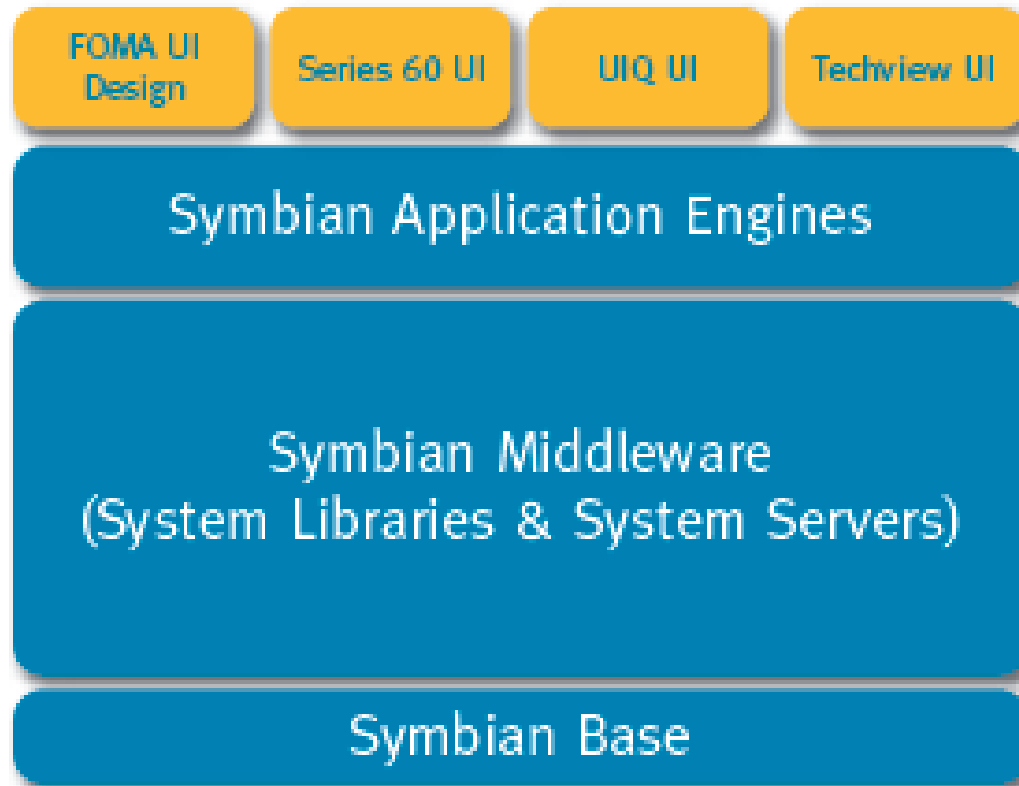 FOMA UI
Design
Series 60 UI
UIQ UI
Techview UI
Symbian Application Engines
Symbian Middleware
(System Libraries & System Servers)
Symbian Base